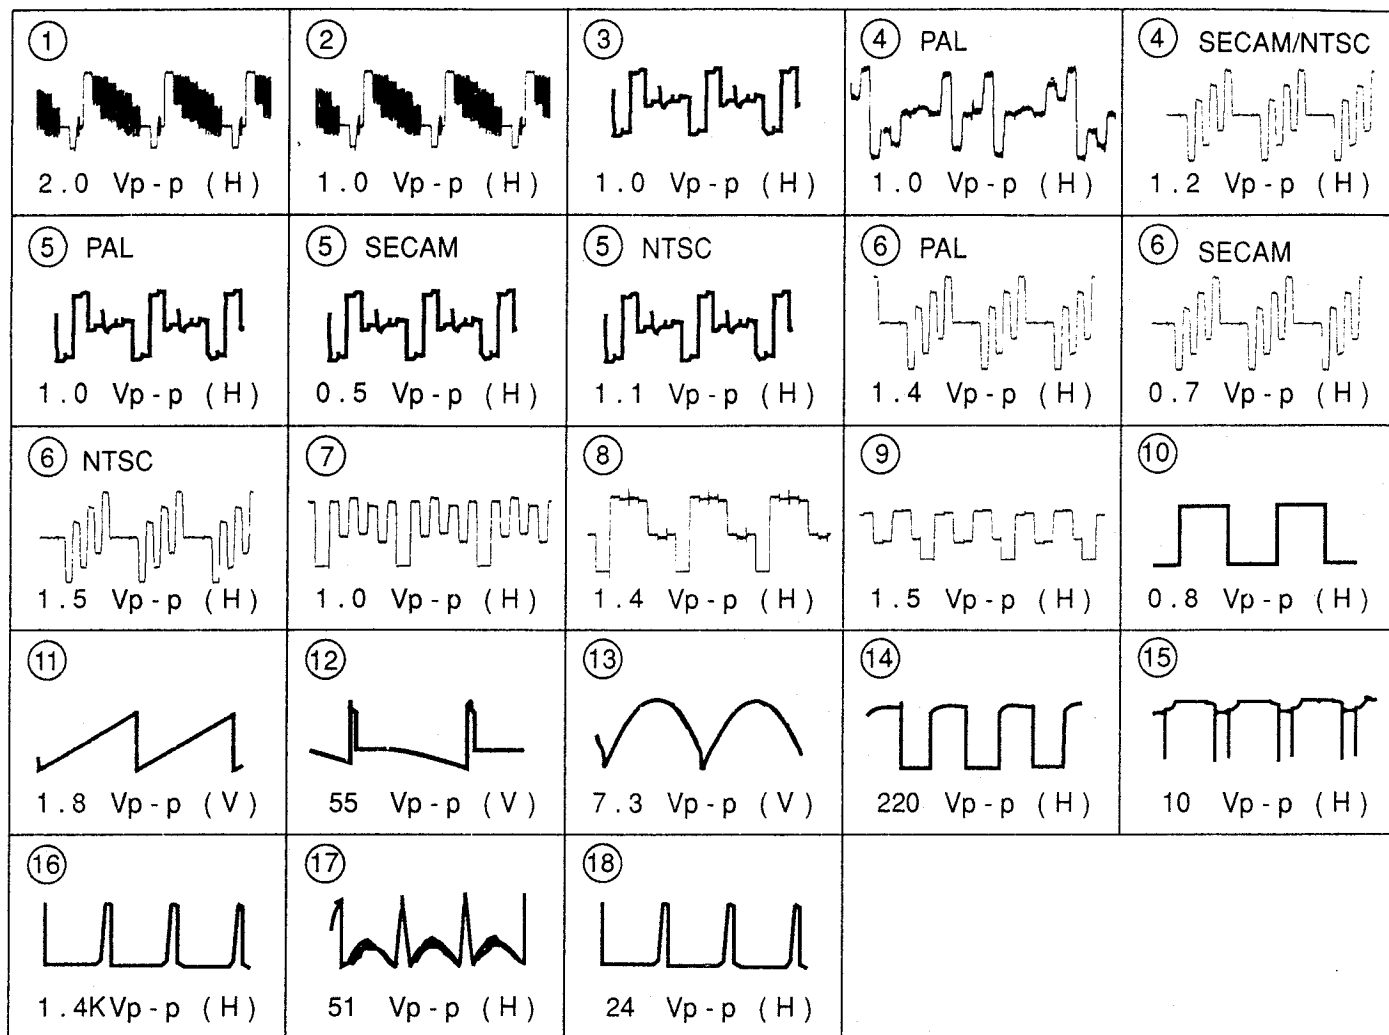 ① ② ③ ④ PAL ④ SECAM/NTSC
2.0 Vp-p (H) 1.0 Vp-p (H) 1.0 Vp-p (H) 1.0 Vp-p (H) 1.2 Vp-p (H)
⑤ PAL ⑤ SECAM ⑤ NTSC ⑥ PAL ⑥ SECAM
1.0 Vp-p (H) 0.5 Vp-p (H) 1.1 Vp-p (H) 1.4 Vp-p (H) 0.7 Vp-p (H)
⑥ NTSC ⑦ ⑧ ⑨ ⑩
1.5 Vp-p (H) 1.0 Vp-p (H) 1.4 Vp-p (H) 1.5 Vp-p (H) 0.8 Vp-p (H)
⑪ ⑫ ⑬ ⑭ ⑮
1.8 Vp-p (V) 55 Vp-p (V) 7.3 Vp-p (V) 220 Vp-p (H) 10 Vp-p (H)
⑯ ⑰ ⑱
1.4K Vp-p (H) 51 Vp-p (H) 24 Vp-p (H)